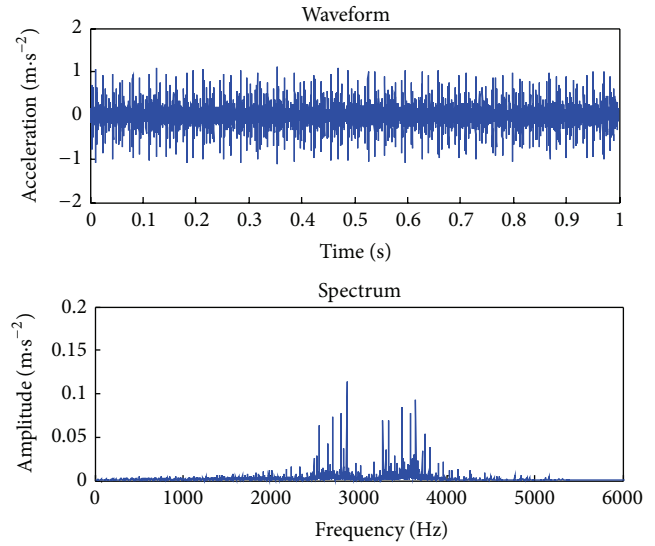 Waveform
Acceleration (m·s⁻²)
2
1
0
−1
−2
0 0.1 0.2 0.3 0.4 0.5 0.6 0.7 0.8 0.9 1
Time (s)
Spectrum
Amplitude (m·s⁻²)
0.2
0.15
0.1
0.05
0
0 1000 2000 3000 4000 5000 6000
Frequency (Hz)